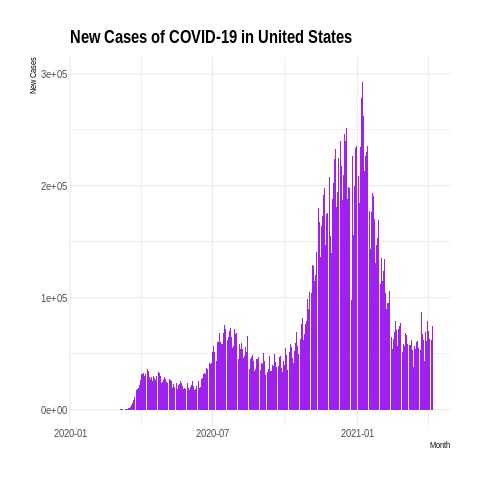 New Cases of COVID-19 in United States
New Cases
3e+05
2e+05
1e+05
0e+00
2020-01 2020-07 2021-01
Month